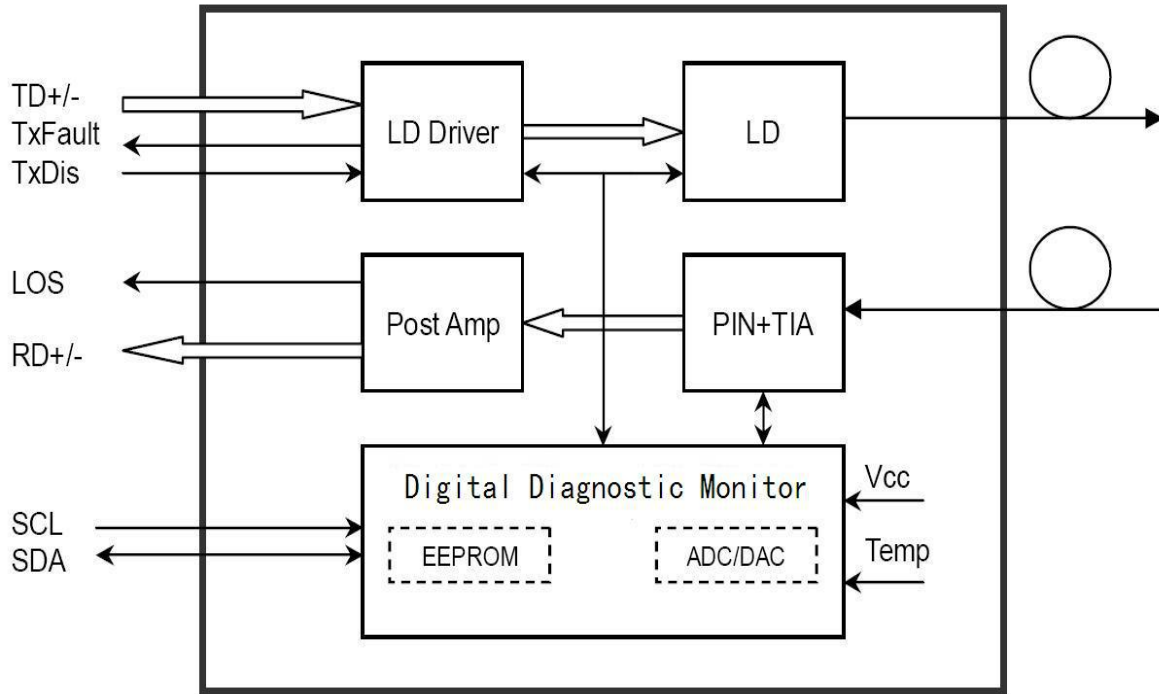 TD+/-
TxFault
TxDis
LD Driver
LD
LOS
RD+/-
Post Amp
PIN+TIA
Digital Diagnostic Monitor
EEPROM
ADC/DAC
Vcc
Temp
SCL
SDA